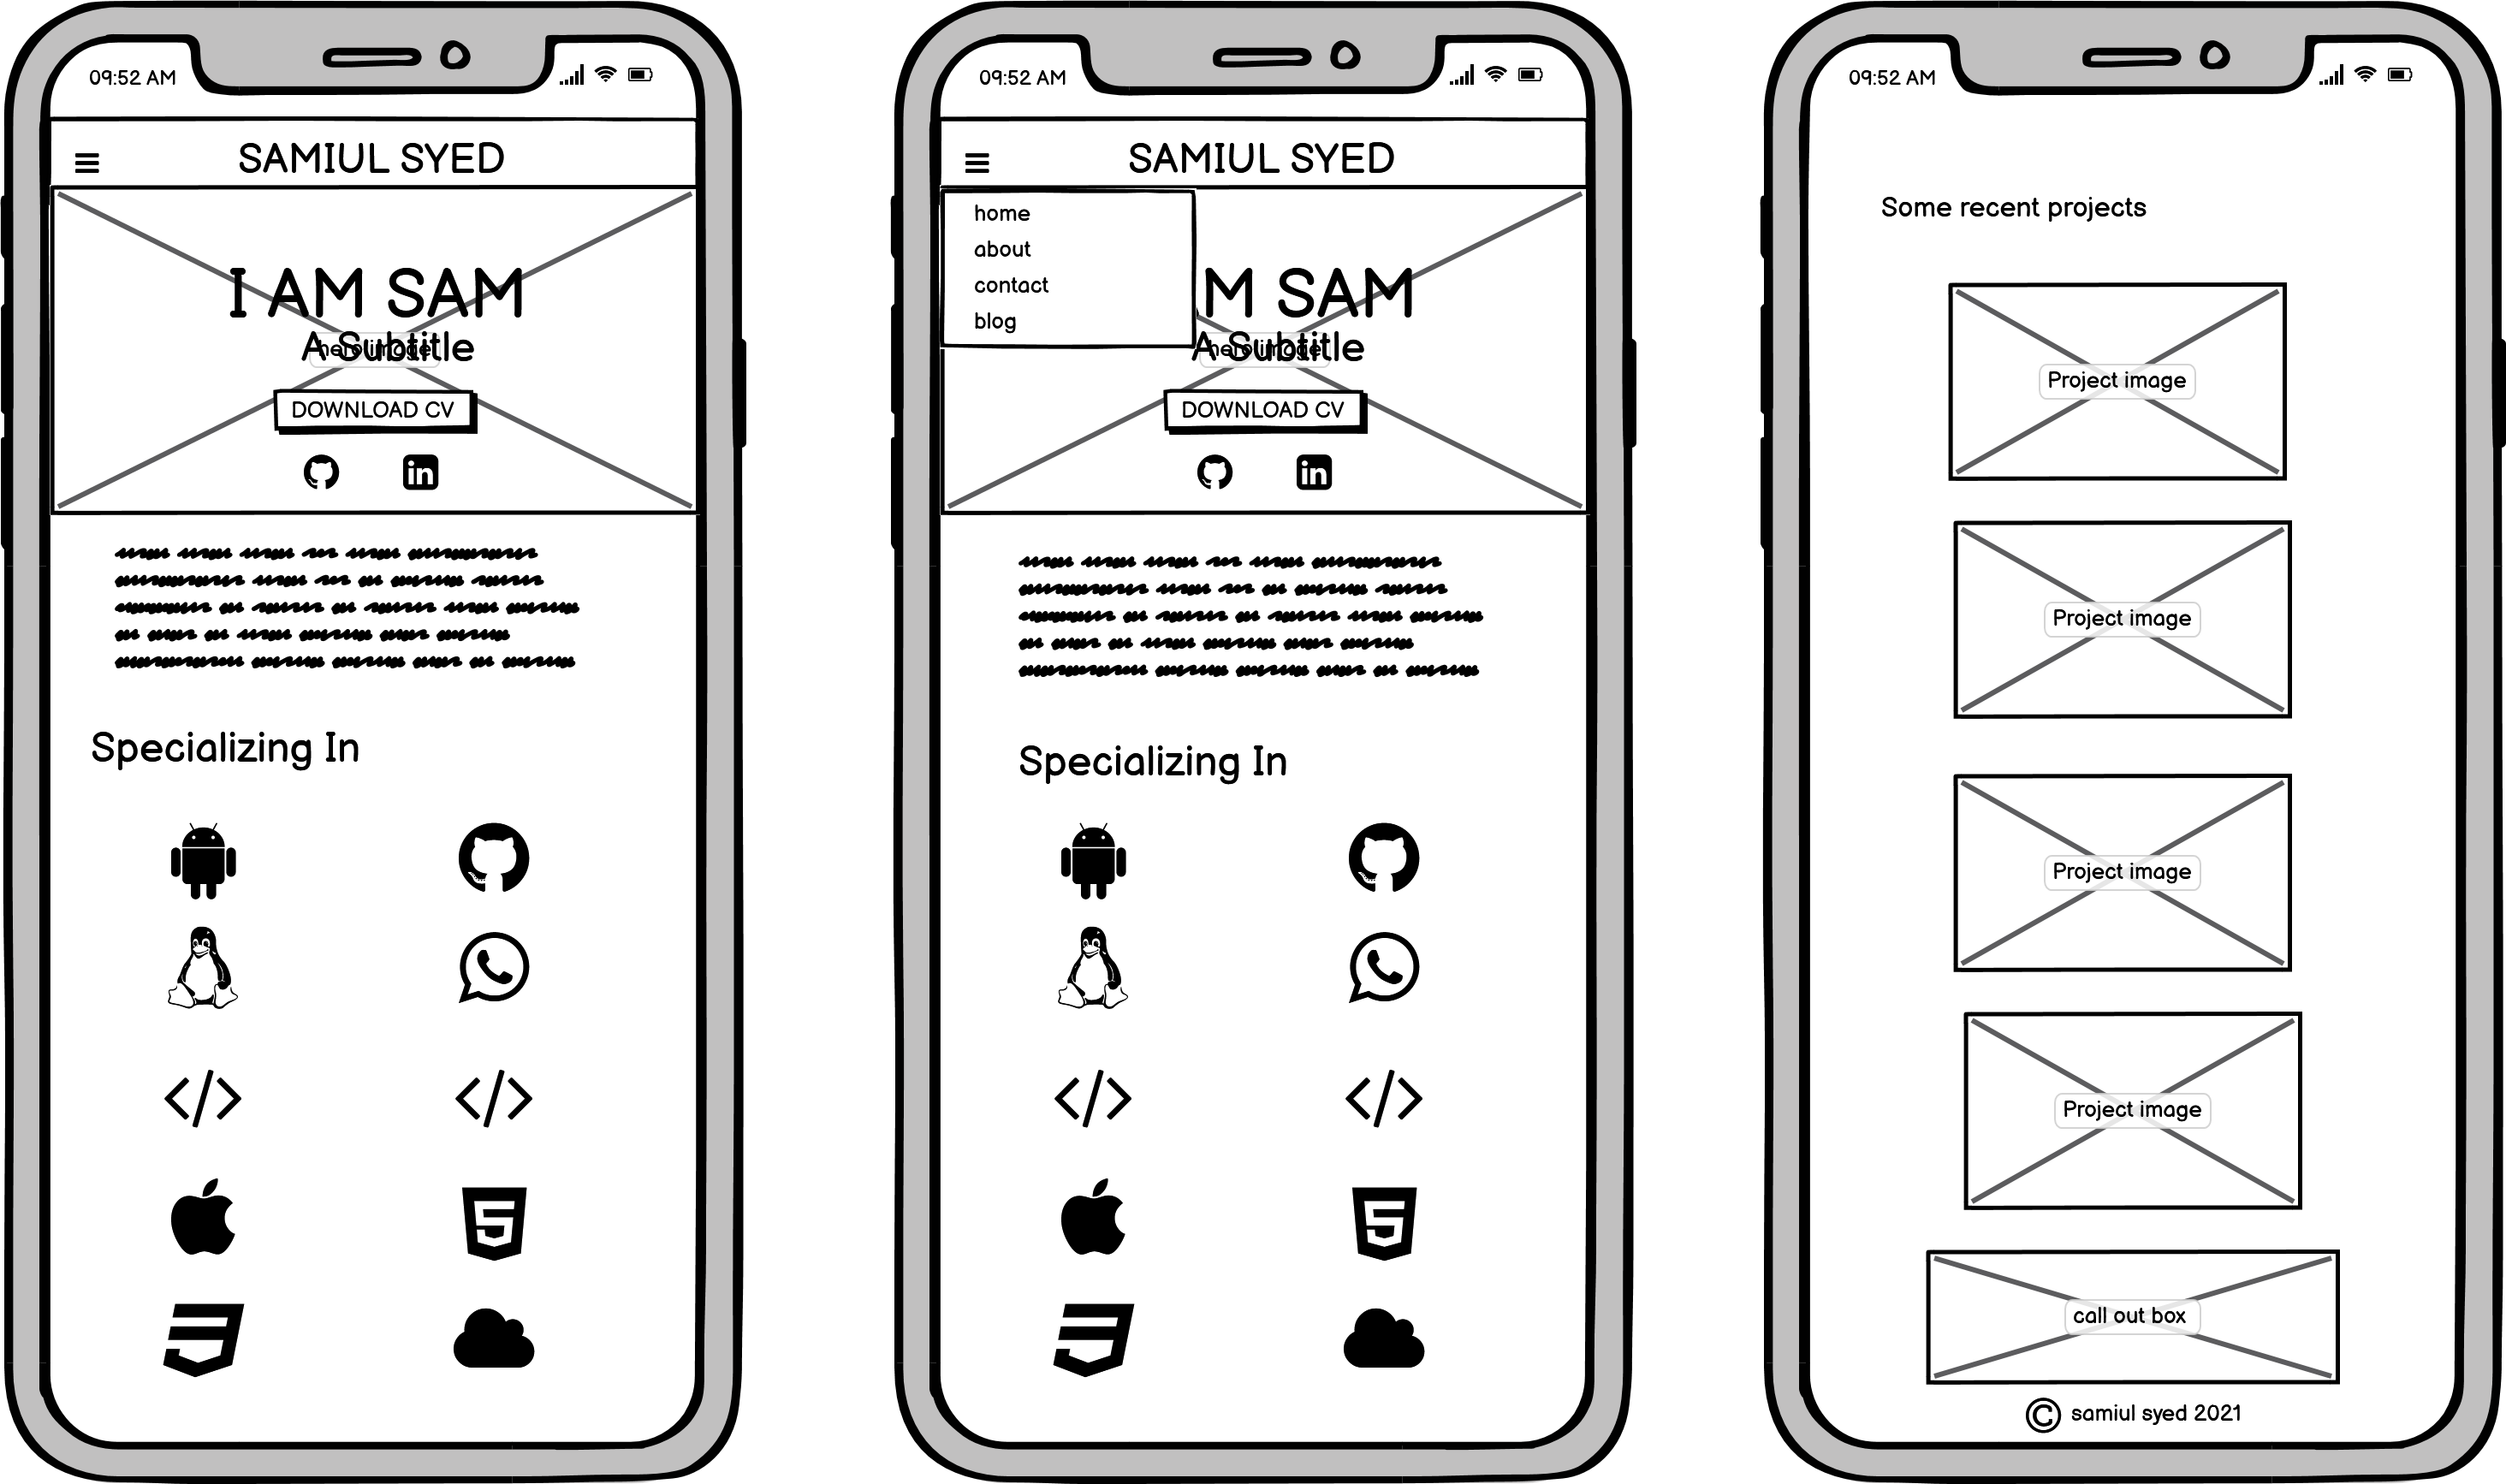 09:52 AM
SAMIUL SYED
I AM SAM
hero image
A Subtitle
DOWNLOAD CV
in
Specializing In
09:52 AM
SAMIUL SYED
home
about
contact
blog
M SAM
hero image
A Subtitle
DOWNLOAD CV
in
Specializing In
09:52 AM
Some recent projects
Project image
Project image
Project image
Project image
call out box
© samiul syed 2021